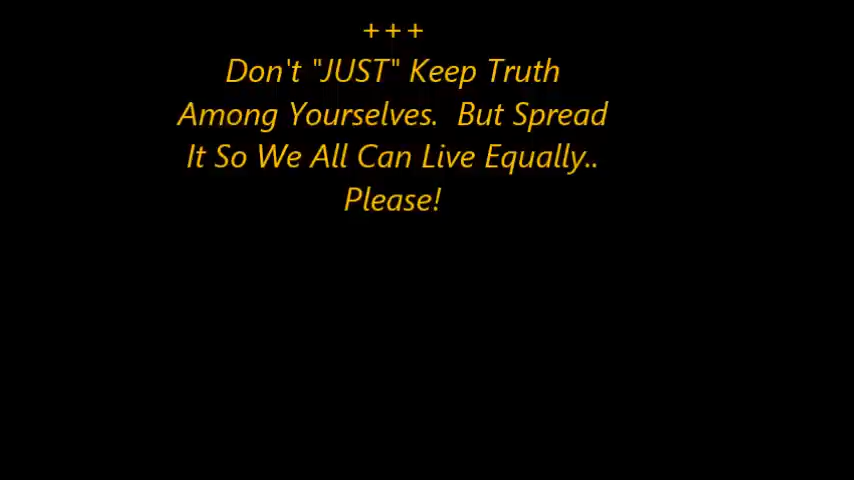 +++
Don't "JUST" Keep Truth
Among Yourselves.  But Spread
It So We All Can Live Equally..
Please!